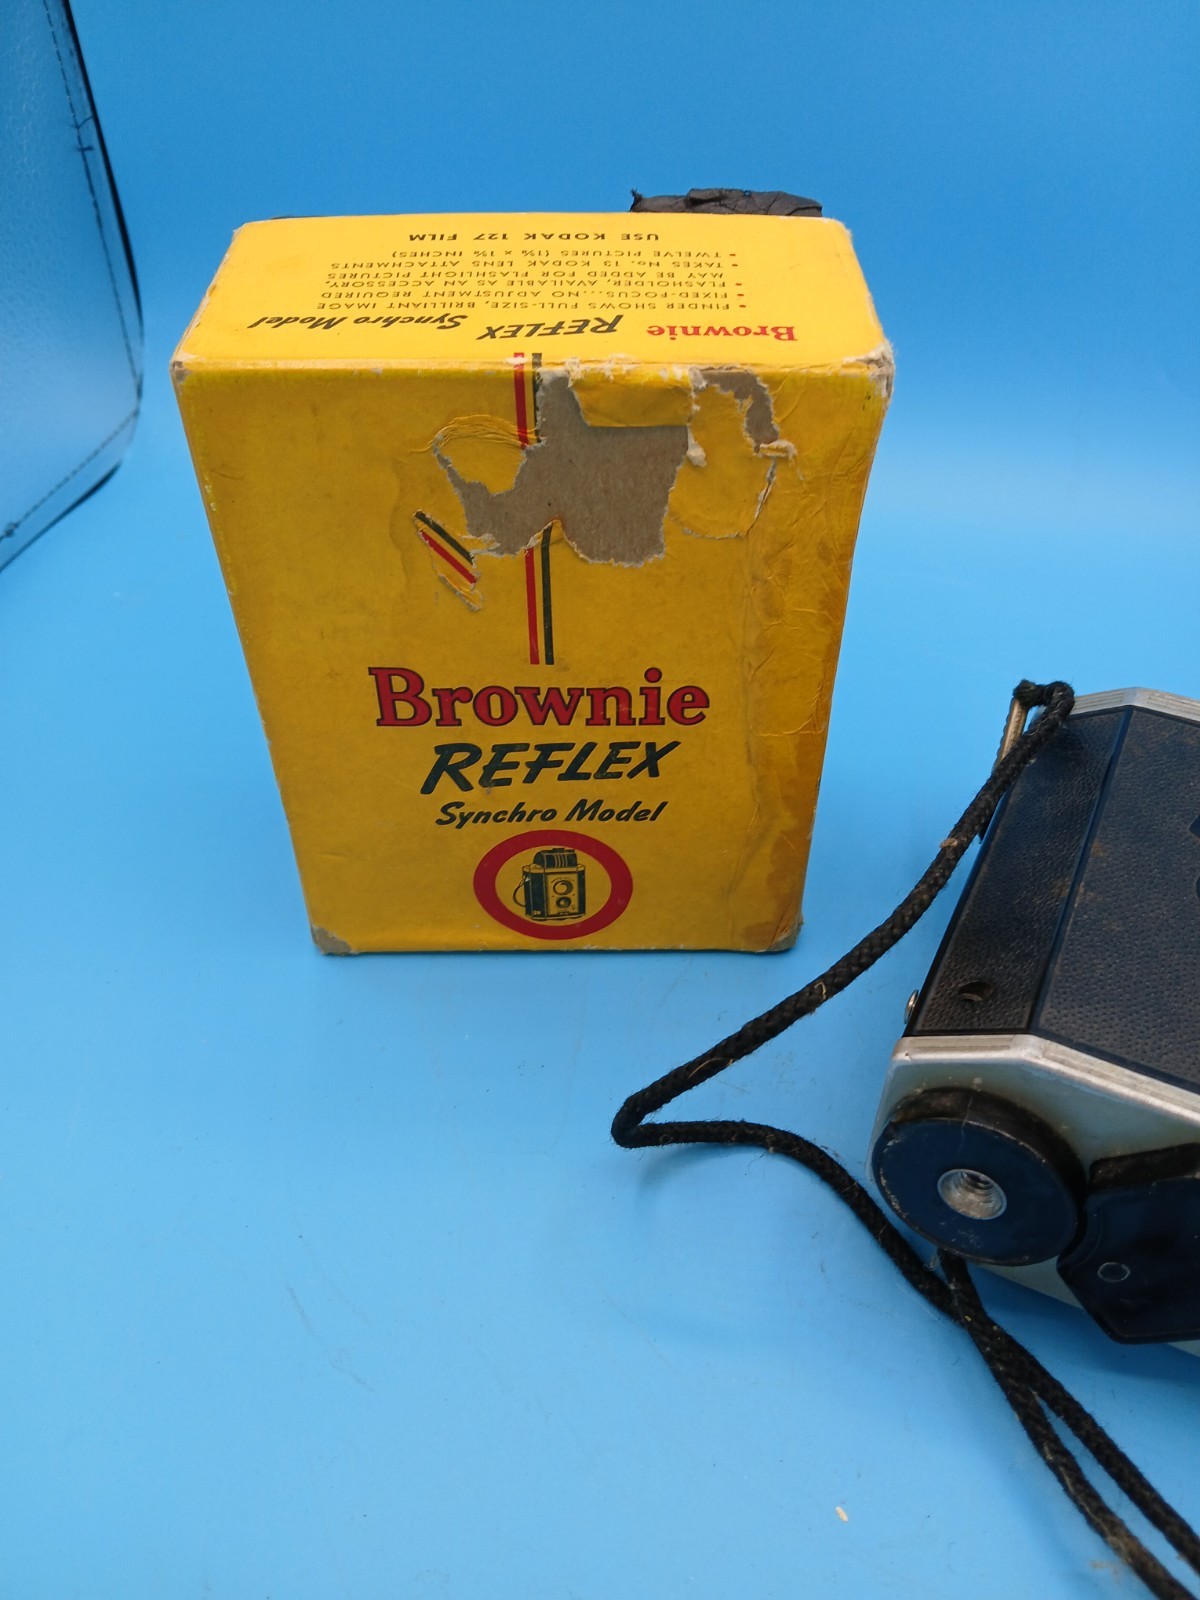 Brownie REFLEX Synchro Model
• FINDER SHOWS FULL-SIZE, BRILLIANT IMAGE
• FIXED-FOCUS...NO ADJUSTMENT REQUIRED
• FLASHOLDER, AVAILABLE AS AN ACCESSORY,
MAY BE ADDED FOR FLASHLIGHT PICTURES
• TAKES No. 13 KODAK LENS ATTACHMENTS
• TWELVE PICTURES (1⅝ x 1⅝ INCHES)
USE KODAK 127 FILM
Brownie
REFLEX
Synchro Model